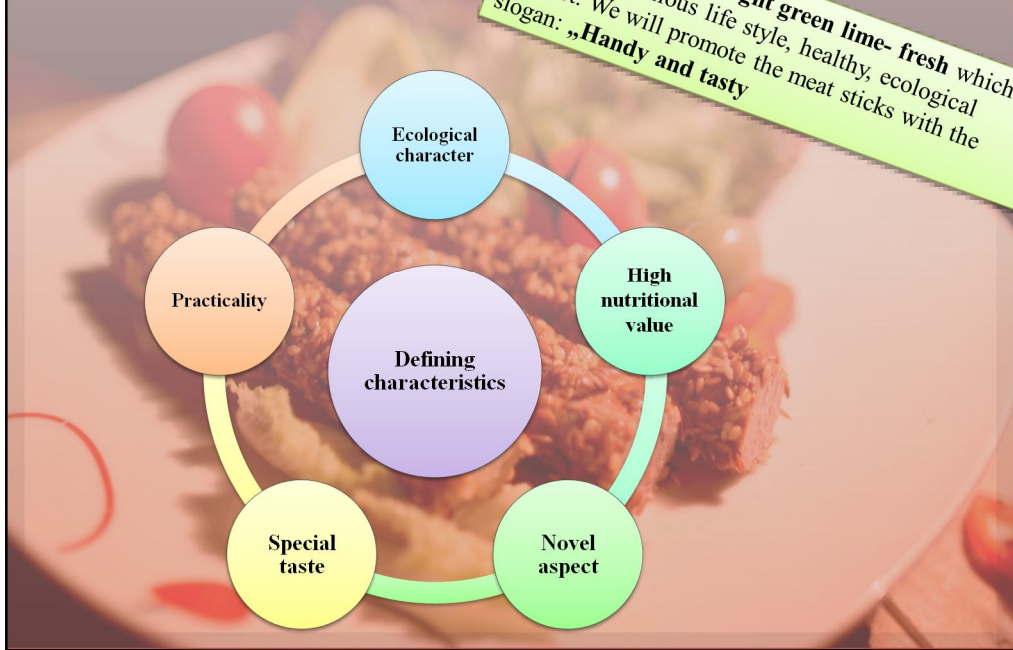 green lime- fresh which
life style, healthy, ecological
We will promote the meat sticks with the
slogan: „Handy and tasty
Ecological
character
High
nutritional
value
Practicality
Defining
characteristics
Special
taste
Novel
aspect